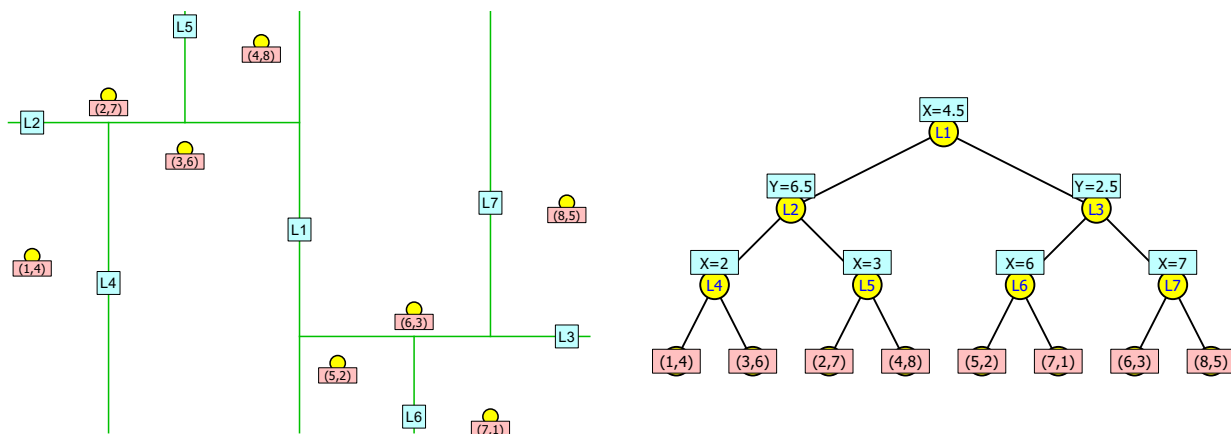 L5
(4,8)
(2,7)
L2
(3,6)
L7
(8,5)
L1
(1,4)
L4
(6,3)
L3
(5,2)
L6
(7,1)
X=4.5
L1
Y=6.5
Y=2.5
L2
L3
X=2
X=3
X=6
X=7
L4
L5
L6
L7
(1,4)
(3,6)
(2,7)
(4,8)
(5,2)
(7,1)
(6,3)
(8,5)